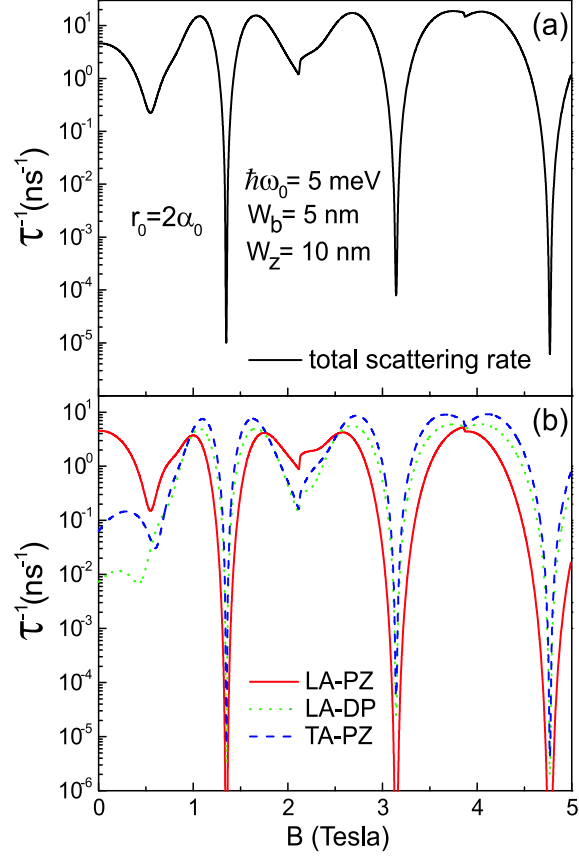 (a)
10¹
10⁰
10⁻¹
10⁻²
10⁻³
10⁻⁴
10⁻⁵
τ⁻¹(ns⁻¹)
r₀=2α₀
ħω₀= 5 meV
W_b= 5 nm
W_z= 10 nm
total scattering rate
(b)
10¹
10⁰
10⁻¹
10⁻²
10⁻³
10⁻⁴
10⁻⁵
10⁻⁶
τ⁻¹(ns⁻¹)
LA-PZ
LA-DP
TA-PZ
0 1 2 3 4 5
B (Tesla)